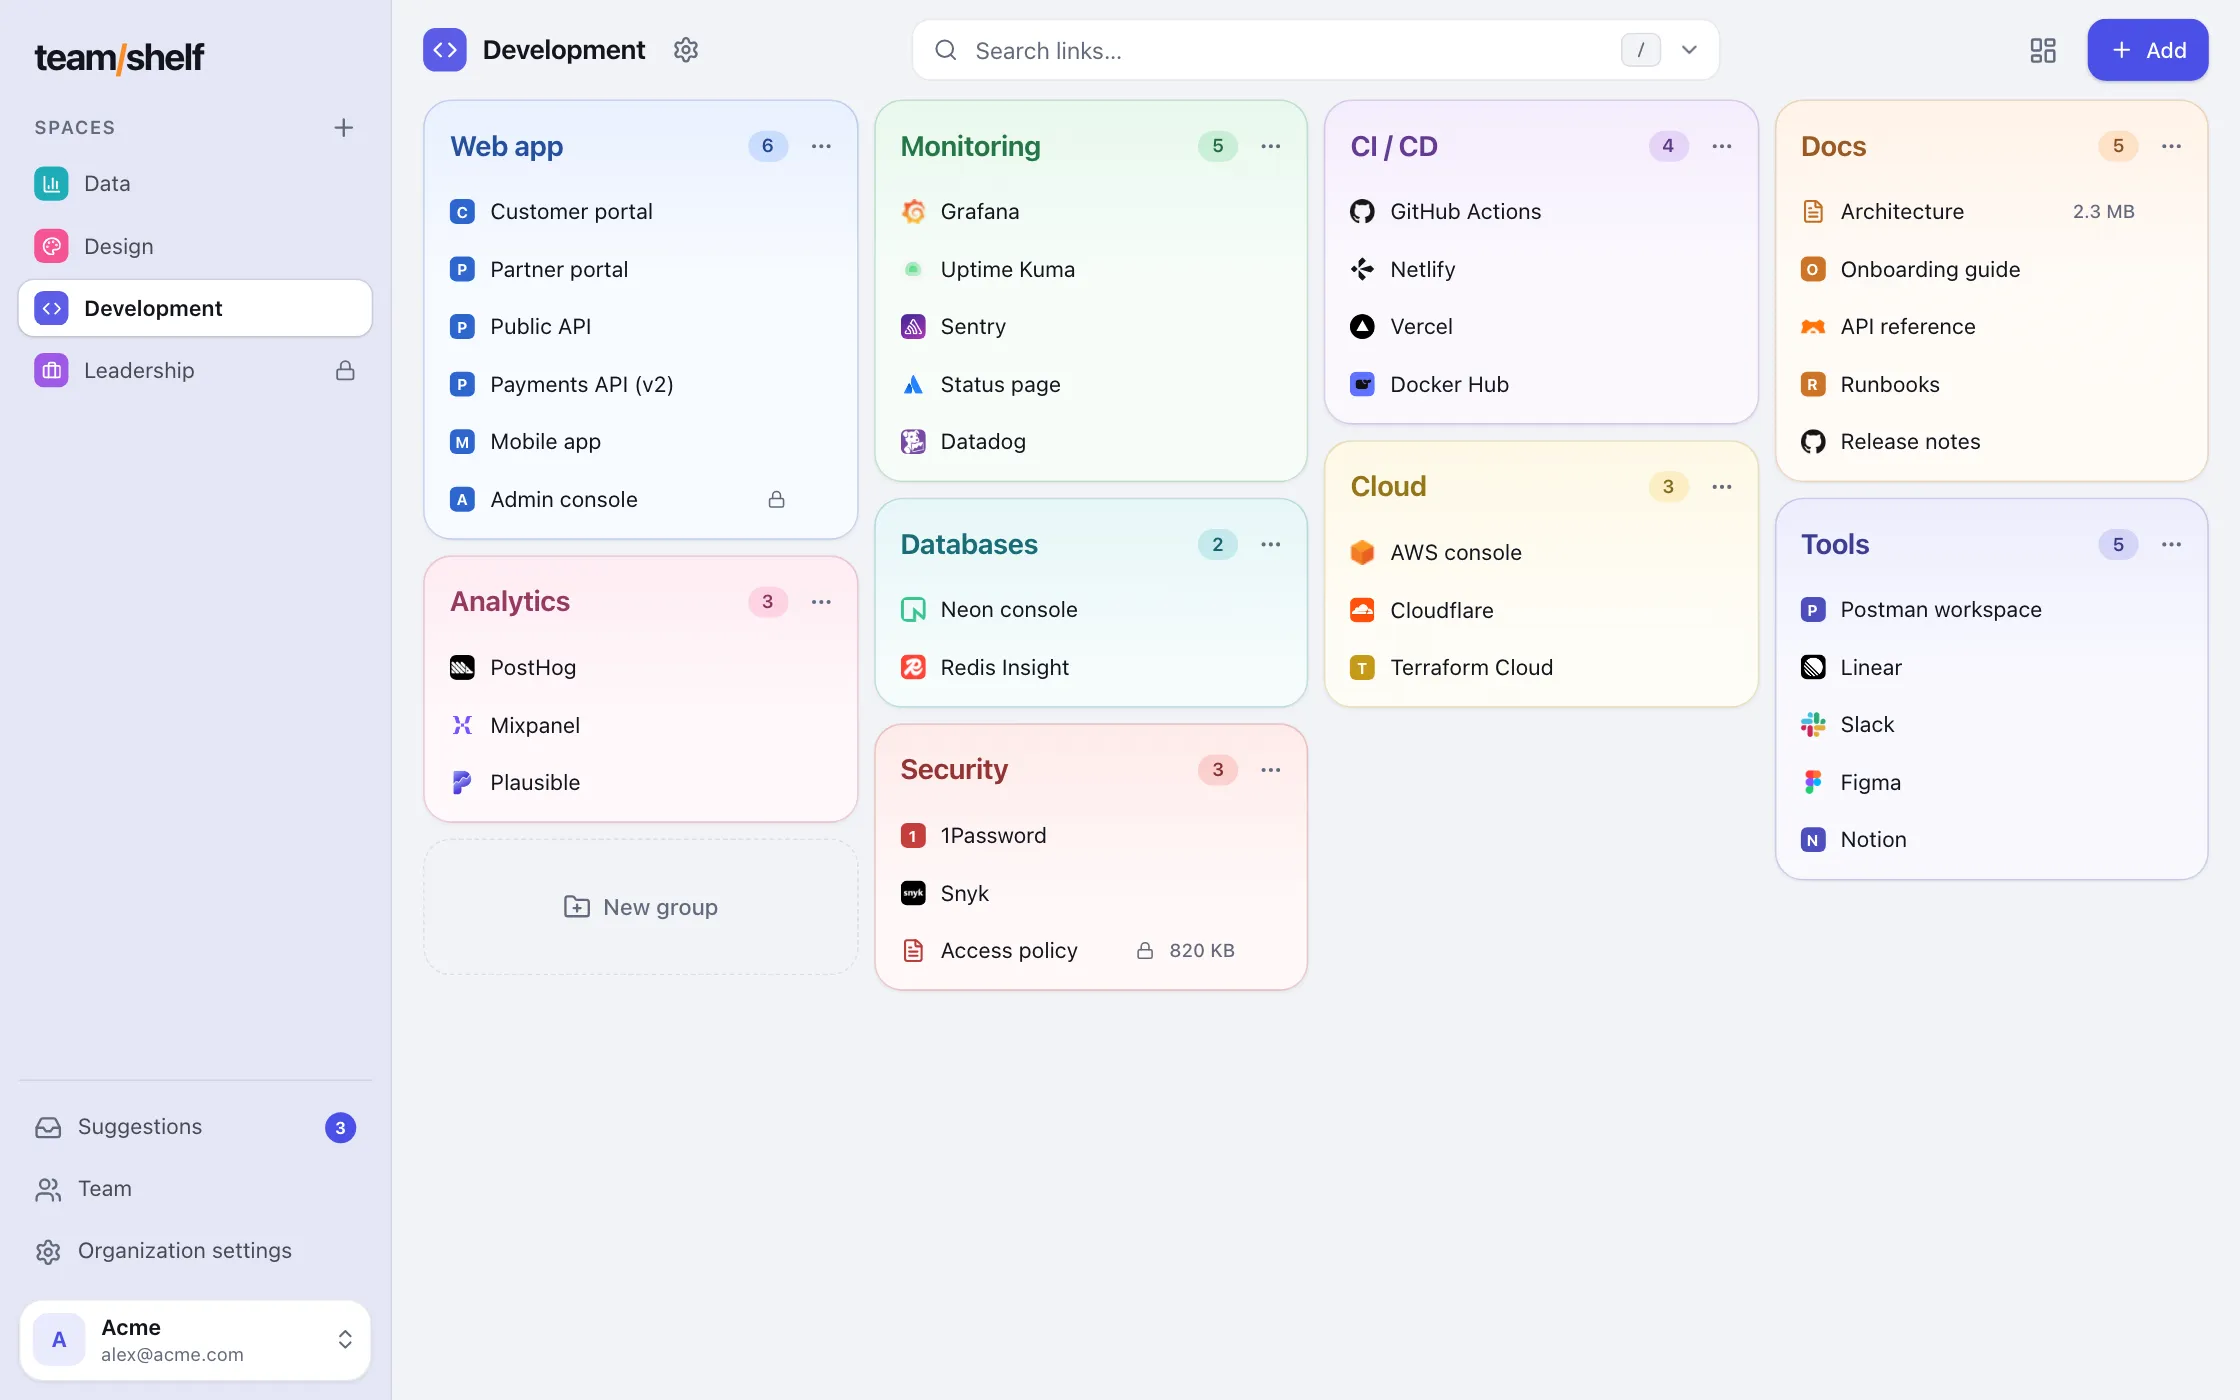 team/shelf
SPACES
Data
Design
Development
Leadership
Suggestions
3
Team
Organization settings
A
Acme
alex@acme.com
Development
Search links...
/
Add
Web app
6
C
Customer portal
P
Partner portal
P
Public API
P
Payments API (v2)
M
Mobile app
A
Admin console
Analytics
3
PostHog
Mixpanel
Plausible
New group
Monitoring
5
Grafana
Uptime Kuma
Sentry
Status page
Datadog
Databases
2
Neon console
Redis Insight
Security
3
1
1Password
snyk
Snyk
Access policy
820 KB
CI / CD
4
GitHub Actions
Netlify
Vercel
Docker Hub
Cloud
3
AWS console
Cloudflare
T
Terraform Cloud
Docs
5
Architecture
2.3 MB
O
Onboarding guide
API reference
R
Runbooks
Release notes
Tools
5
P
Postman workspace
Linear
Slack
Figma
N
Notion